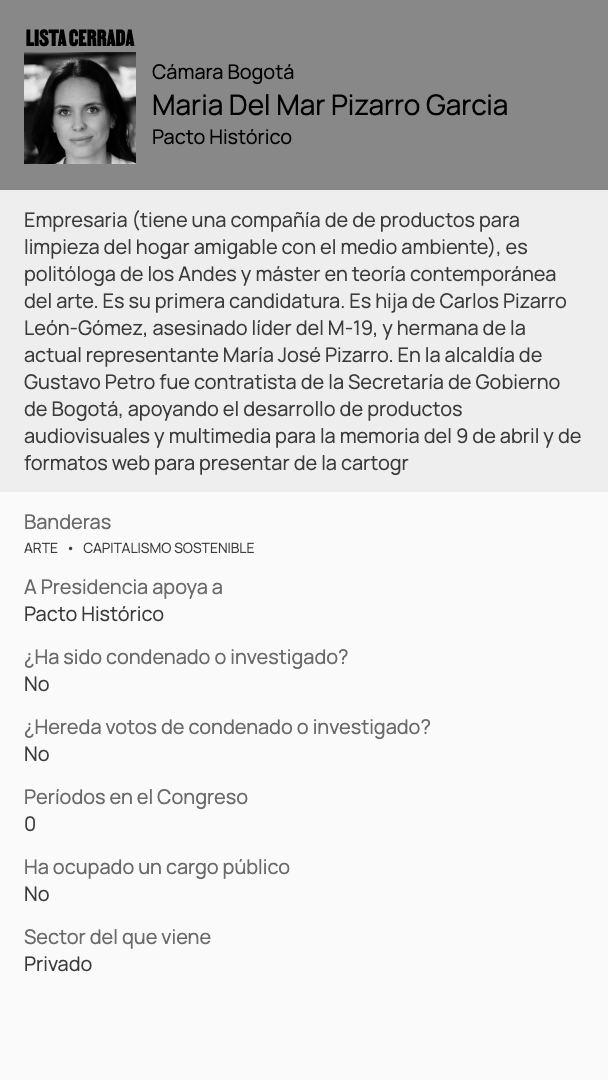 LISTA CERRADA
Cámara Bogotá
Maria Del Mar Pizarro Garcia
Pacto Histórico
Empresaria (tiene una compañía de de productos para
limpieza del hogar amigable con el medio ambiente), es
politóloga de los Andes y máster en teoría contemporánea
del arte. Es su primera candidatura. Es hija de Carlos Pizarro
León-Gómez, asesinado líder del M-19, y hermana de la
actual representante María José Pizarro. En la alcaldía de
Gustavo Petro fue contratista de la Secretaría de Gobierno
de Bogotá, apoyando el desarrollo de productos
audiovisuales y multimedia para la memoria del 9 de abril y de
formatos web para presentar de la cartogr
Banderas
ARTE • CAPITALISMO SOSTENIBLE
A Presidencia apoya a
Pacto Histórico
¿Ha sido condenado o investigado?
No
¿Hereda votos de condenado o investigado?
No
Períodos en el Congreso
0
Ha ocupado un cargo público
No
Sector del que viene
Privado